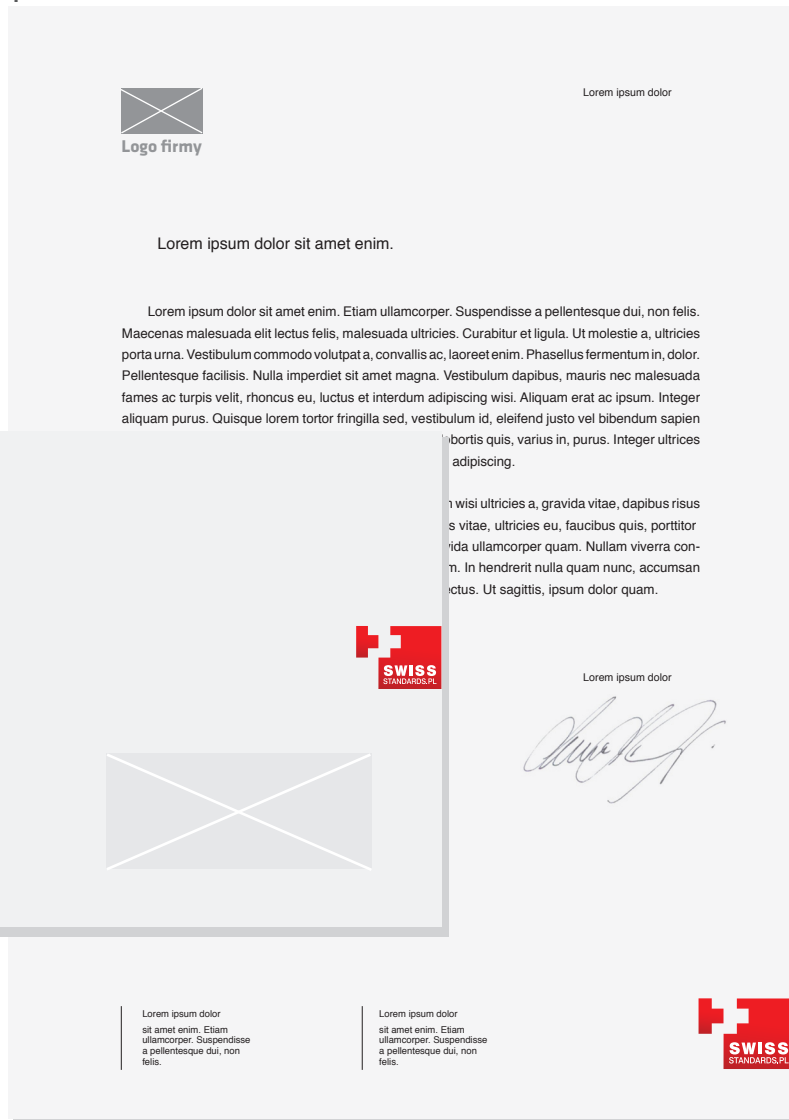 Lorem ipsum dolor
Logo firmy
Lorem ipsum dolor sit amet enim.
Lorem ipsum dolor sit amet enim. Etiam ullamcorper. Suspendisse a pellentesque dui, non felis.
Maecenas malesuada elit lectus felis, malesuada ultricies. Curabitur et ligula. Ut molestie a, ultricies
porta urna. Vestibulum commodo volutpat a, convallis ac, laoreet enim. Phasellus fermentum in, dolor.
Pellentesque facilisis. Nulla imperdiet sit amet magna. Vestibulum dapibus, mauris nec malesuada
fames ac turpis velit, rhoncus eu, luctus et interdum adipiscing wisi. Aliquam erat ac ipsum. Integer
aliquam purus. Quisque lorem tortor fringilla sed, vestibulum id, eleifend justo vel bibendum sapien
quis, varius in, purus. Integer ultrices
adipiscing.
wisi ultricies a, gravida vitae, dapibus risus
vitae, ultricies eu, faucibus quis, porttitor
ullamcorper quam. Nullam viverra con-
In hendrerit nulla quam nunc, accumsan
Ut sagittis, ipsum dolor quam.
SWISS
STANDARDS.PL
Lorem ipsum dolor
Lorem ipsum dolor
sit amet enim. Etiam
ullamcorper. Suspendisse
a pellentesque dui, non
felis.
Lorem ipsum dolor
sit amet enim. Etiam
ullamcorper. Suspendisse
a pellentesque dui, non
felis.
SWISS
STANDARDS.PL